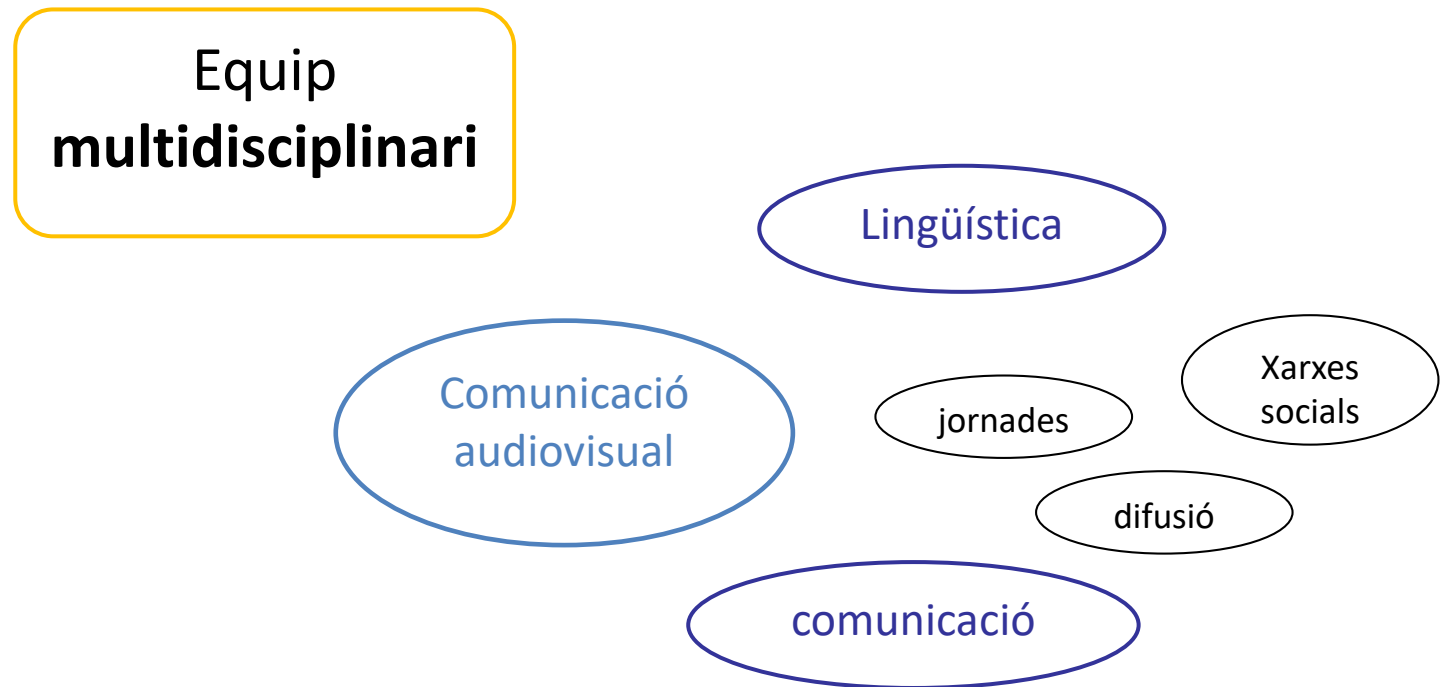 Equip
multidisciplinari
Lingüística
Comunicació
audiovisual
Xarxes
socials
jornades
difusió
comunicació